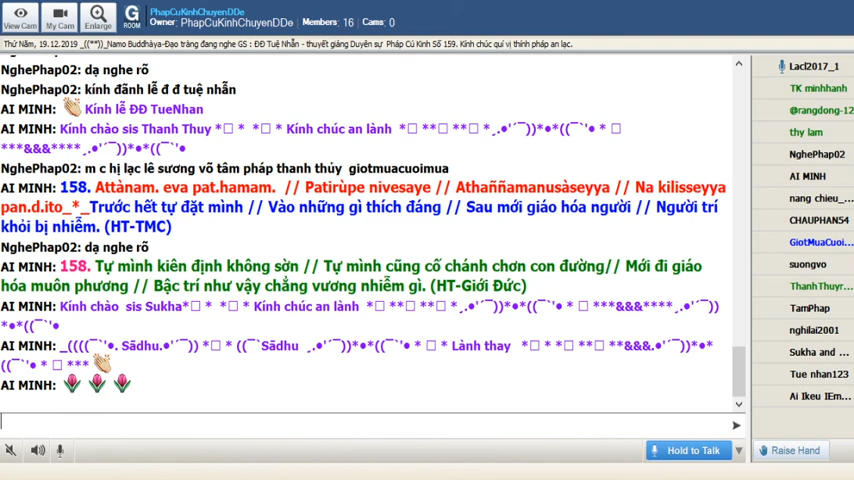 PhapCuKinhChuyenDDe
Owner: PhapCuKinhChuyenDDe Members: 16 Cams: 0
View Cam My Cam Enlarge G ROOM
Thứ Năm, 19.12.2019 _((**))_Namo Buddhàya-Đạo tràng đang nghe GS : ĐĐ Tuệ Nhẫn - thuyết giảng Duyên sự Pháp Cú Kinh Số 159. Kính chúc quí vị thính pháp an lạc.
NghePhap02: dạ nghe rõ
NghePhap02: kính đãnh lễ đ đ tuệ nhẫn
AI MINH: Kính lễ ĐĐ TueNhan
AI MINH: Kính chào sis Thanh Thuy *□ * *□ * Kính chúc an lành *□ **□ **□ *¸.•'´¯))*•*((¯`• * □
***&&&****¸.•'´¯))*•*((¯`'•
NghePhap02: m c hị lạc lê sương võ tâm pháp thanh thủy giotmuacuoimua
AI MINH: 158. Attànam. eva pat.hamam. // Patirùpe nivesaye // Athaññamanusàseyya // Na kilisseyya
pan.d.ito_*_Trước hết tự đặt mình // Vào những gì thích đáng // Sau mới giáo hóa người // Người trí
khỏi bị nhiễm. (HT-TMC)
NghePhap02: dạ nghe rõ
AI MINH: 158. Tự mình kiên định không sờn // Tự mình cũng cố chánh chơn con đường// Mới đi giáo
hóa muôn phương // Bậc trí như vậy chẳng vương nhiễm gì. (HT-Giới Đức)
AI MINH: Kính chào sis Sukha*□ * *□ * Kính chúc an lành *□ **□ **□ *¸.•'´¯))*•*((¯`• * □ ***&&&****¸.•'´¯))
*•*((¯`'•
AI MINH: _((((¯`'•. Sādhu.•'´¯)) *□ * ((¯`Sādhu ¸.•'´¯))*•*((¯`• * □ * Lành thay *□ * *□ **□ **&&&.•'´¯))*•*
((¯`'• * □ ***
AI MINH:
Hold to Talk
Lacl2017_1
TK minhhanh
@rangdong-12
thy lam
NghePhap02
AI MINH
nang chieu_...
CHAUPHAN54
GiotMuaCuoi...
suongvo
ThanhThuyr...
TamPhap
nghilai2001
Sukha and ...
Tue nhan123
Ai Ikeu IEm...
Raise Hand